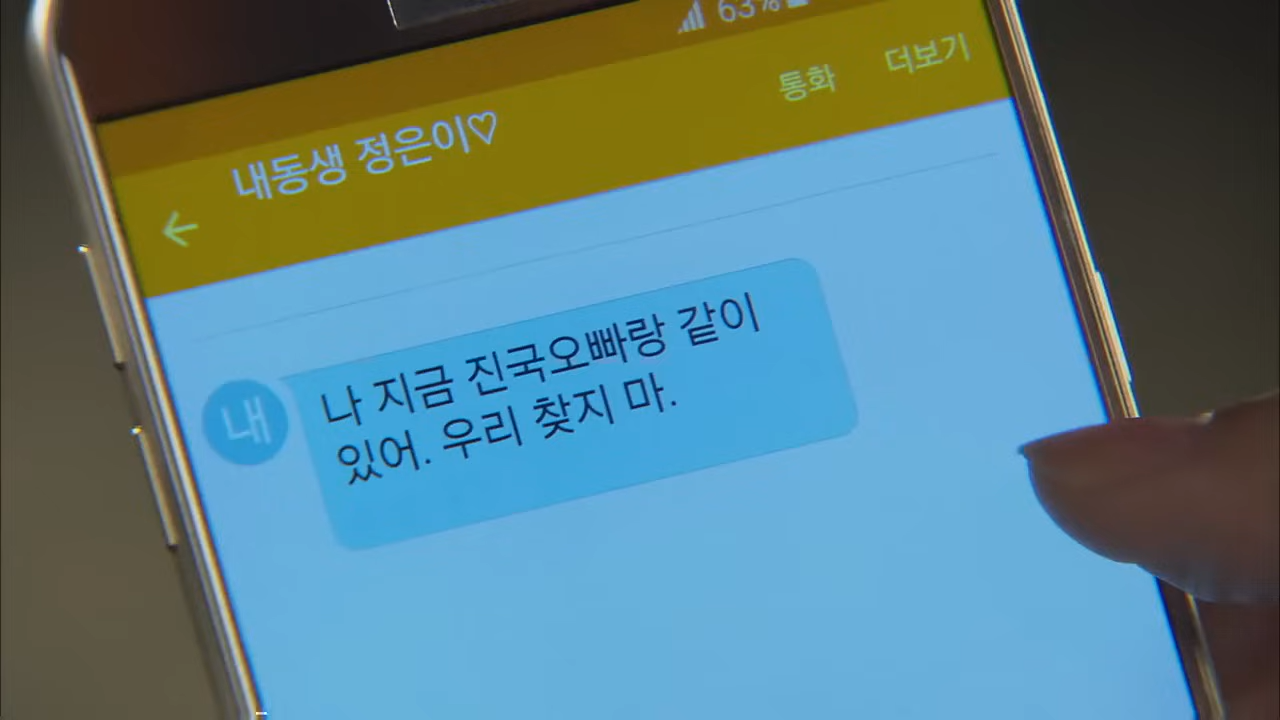 63%
통화 더보기
내동생 정은이♡
나 지금 진국오빠랑 같이
있어. 우리 찾지 마.
내